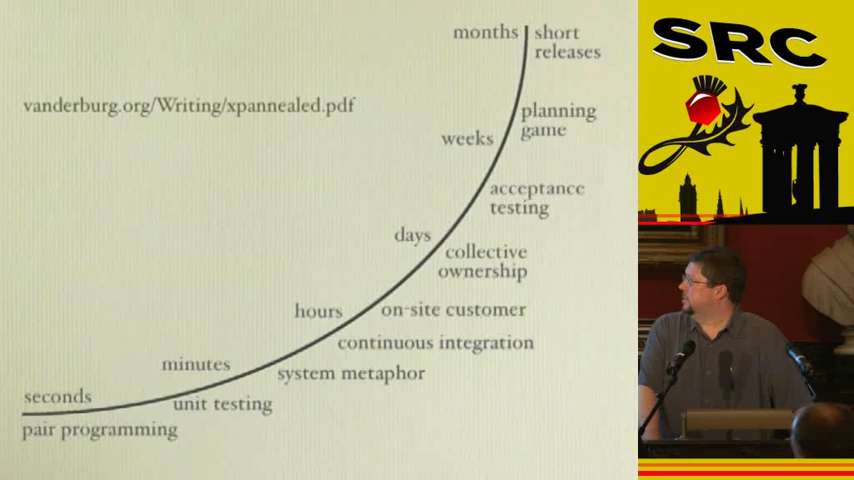 months
short
releases
vanderburg.org/Writing/xpannealed.pdf
planning
game
weeks
acceptance
testing
days
collective
ownership
hours
on-site customer
continuous integration
minutes
system metaphor
seconds
unit testing
pair programming
SRC